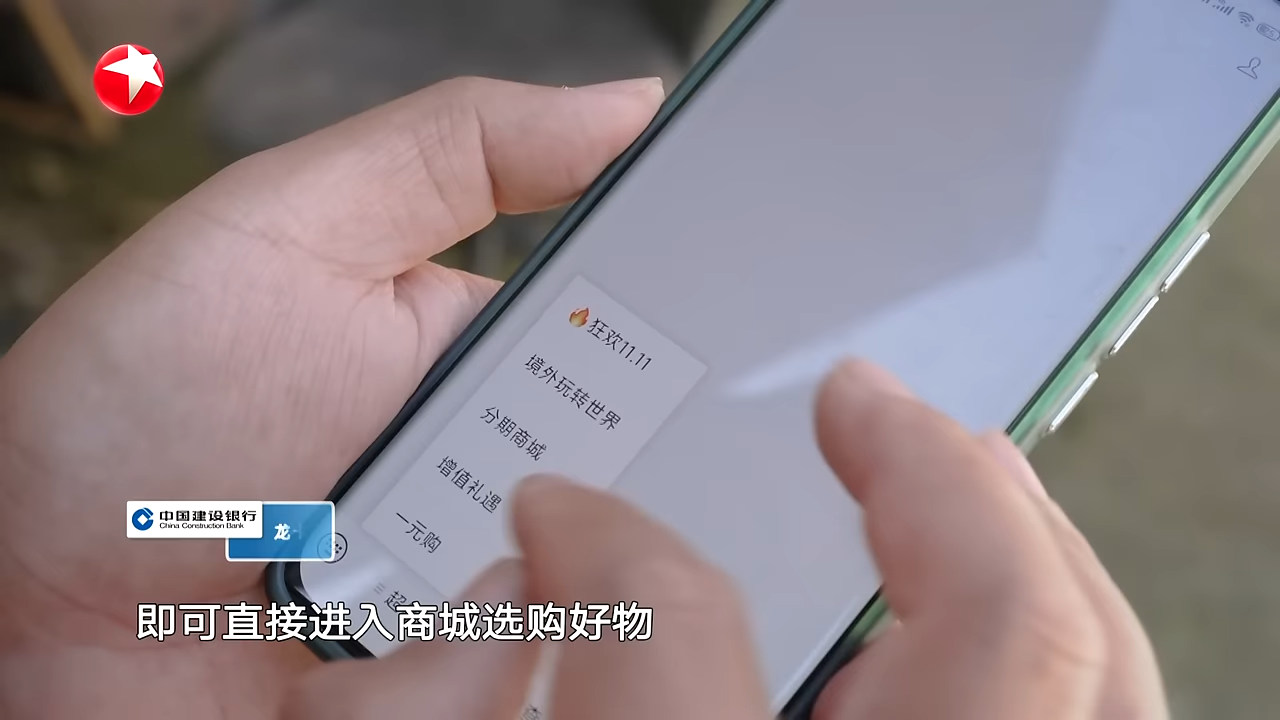 🔥狂欢11.11
境外玩转世界
分期商城
增值礼遇
一元购
中国建设银行
China Construction Bank
龙
即可直接进入商城选购好物